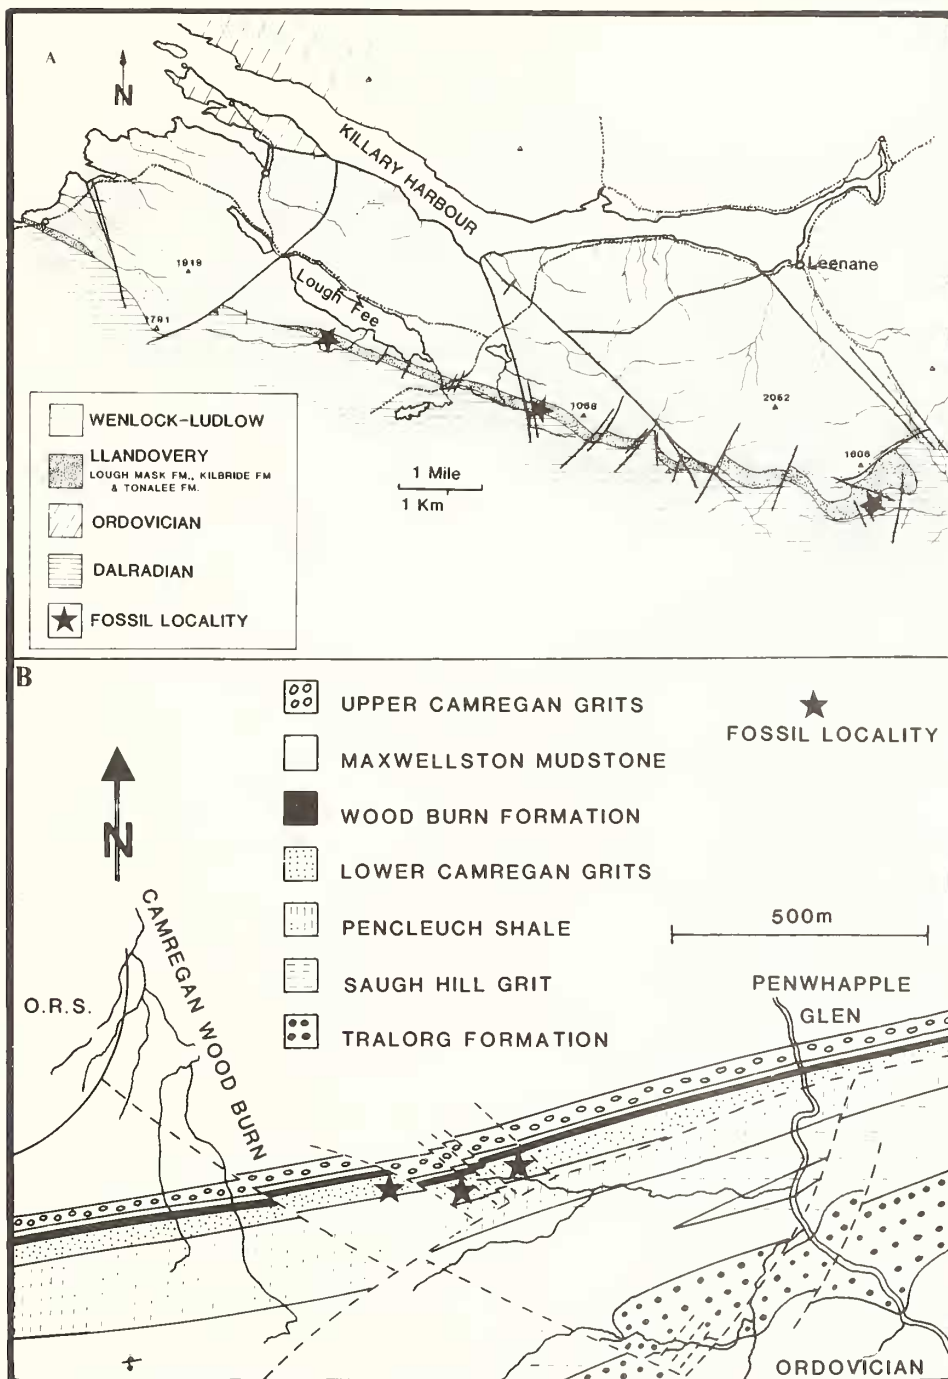 A
N
KILLARY HARBOUR
Leenane
1918
Lough Fee
1791
1068
2062
1606
WENLOCK-LUDLOW
LLANDOVERY
LOUGH MASK FM., KILBRIDE FM
& TONALEE FM.
ORDOVICIAN
DALRADIAN
FOSSIL LOCALITY
1 Mile
1 Km
B
N
UPPER CAMREGAN GRITS
MAXWELLSTON MUDSTONE
WOOD BURN FORMATION
LOWER CAMREGAN GRITS
PENCLEUCH SHALE
SAUGH HILL GRIT
TRALORG FORMATION
FOSSIL LOCALITY
500m
CAMREGAN WOOD BURN
O.R.S.
PENWHAPPLE
GLEN
ORDOVICIAN